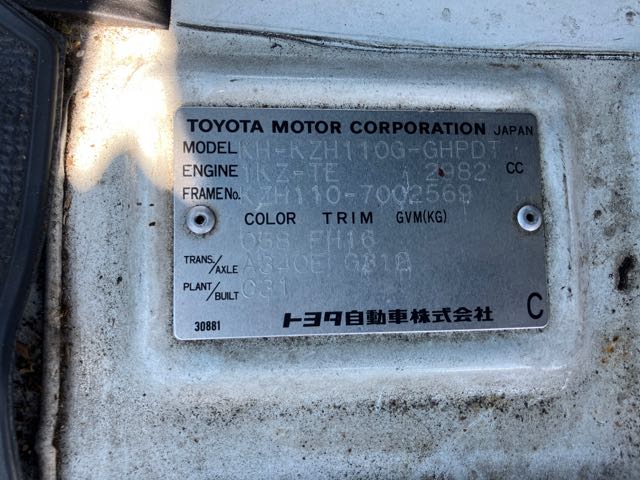 TOYOTA MOTOR CORPORATION JAPAN
MODEL KH-KZH110G-GHPDT
ENGINE 1KZ-TE 2982 CC
FRAME No. KZH110-7002569
COLOR TRIM GVM(KG)
058 FH16
TRANS./AXLE A340E
PLANT/BUILT 031
30881 トヨタ自動車株式会社 C